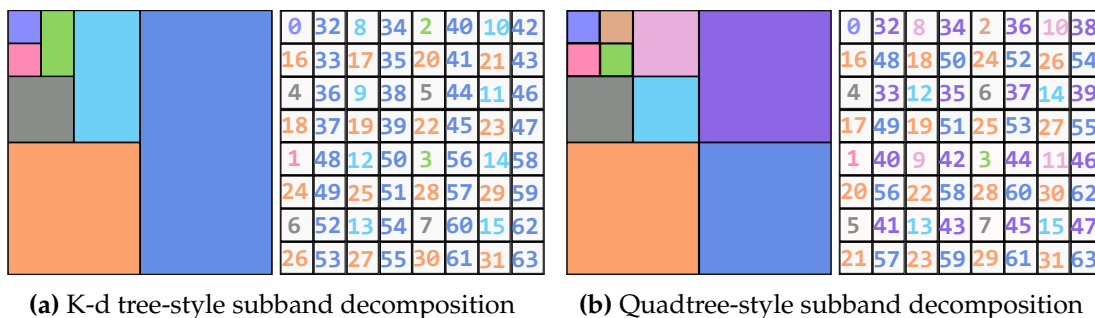 0 32 8 34 2 40 10 42
16 33 17 35 20 41 21 43
4 36 9 38 5 44 11 46
18 37 19 39 22 45 23 47
1 48 12 50 3 56 14 58
24 49 25 51 28 57 29 59
6 52 13 54 7 60 15 62
26 53 27 55 30 61 31 63
(a) K-d tree-style subband decomposition
0 32 8 34 2 36 10 38
16 48 18 50 24 52 26 54
4 33 12 35 6 37 14 39
17 49 19 51 25 53 27 55
1 40 9 42 3 44 11 46
20 56 22 58 28 60 30 62
5 41 13 43 7 45 15 47
21 57 23 59 29 61 31 63
(b) Quadtree-style subband decomposition